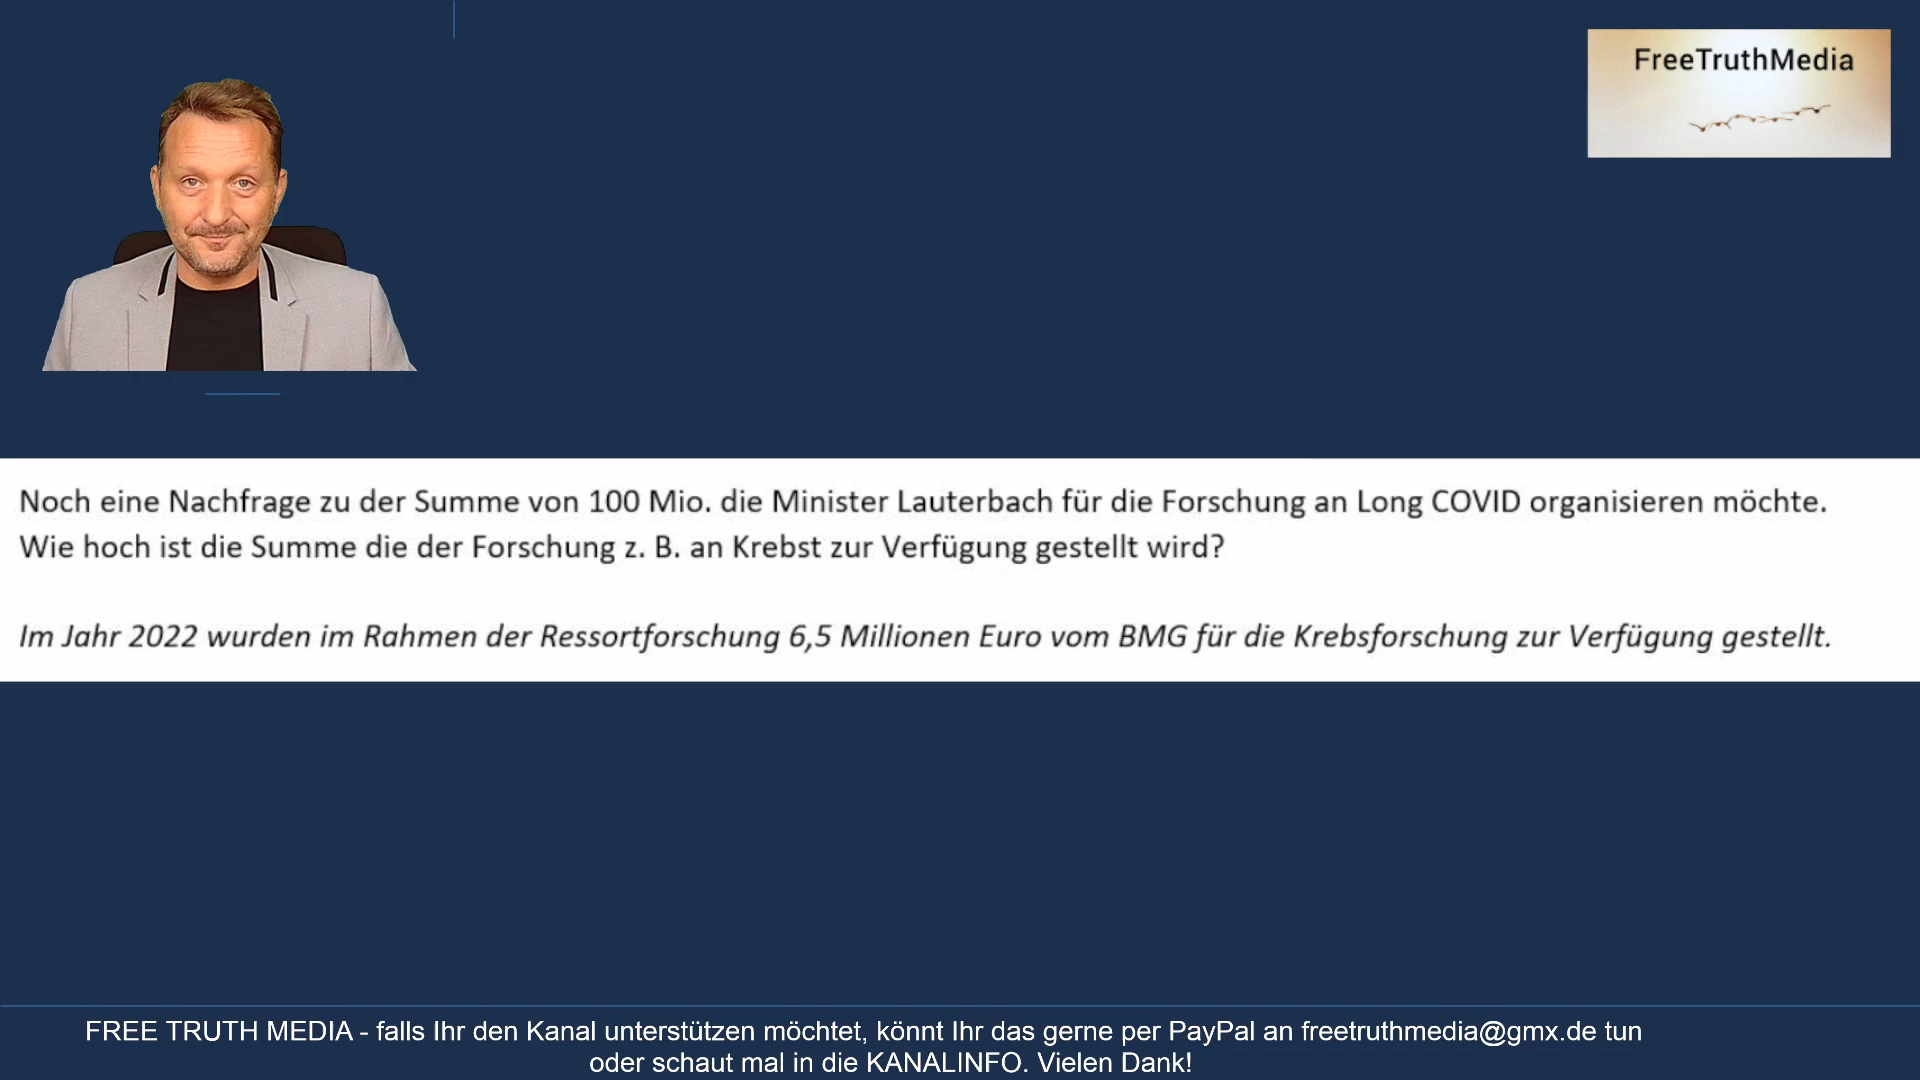 FreeTruthMedia
Noch eine Nachfrage zu der Summe von 100 Mio. die Minister Lauterbach für die Forschung an Long COVID organisieren möchte.
Wie hoch ist die Summe die der Forschung z. B. an Krebst zur Verfügung gestellt wird?
Im Jahr 2022 wurden im Rahmen der Ressortforschung 6,5 Millionen Euro vom BMG für die Krebsforschung zur Verfügung gestellt.
FREE TRUTH MEDIA - falls Ihr den Kanal unterstützen möchtet, könnt Ihr das gerne per PayPal an freetruthmedia@gmx.de tun
oder schaut mal in die KANALINFO. Vielen Dank!